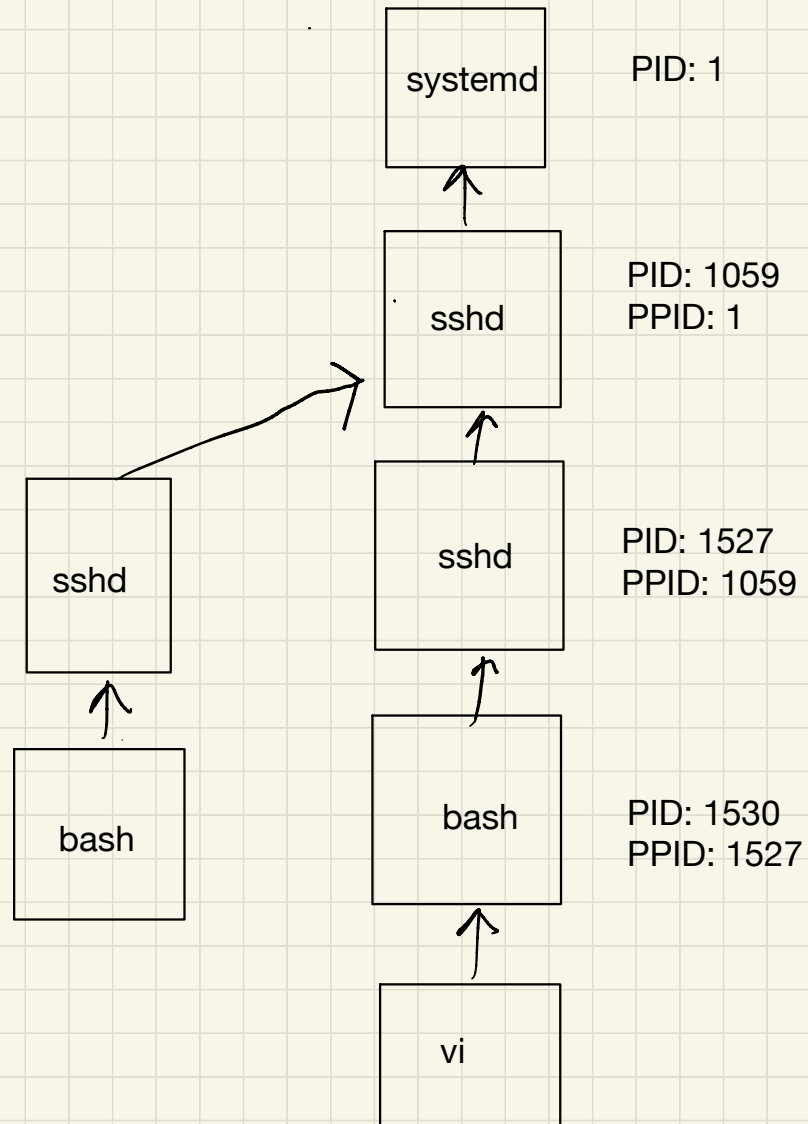 systemd
PID: 1
sshd
PID: 1059
PPID: 1
sshd
sshd
PID: 1527
PPID: 1059
bash
bash
PID: 1530
PPID: 1527
vi